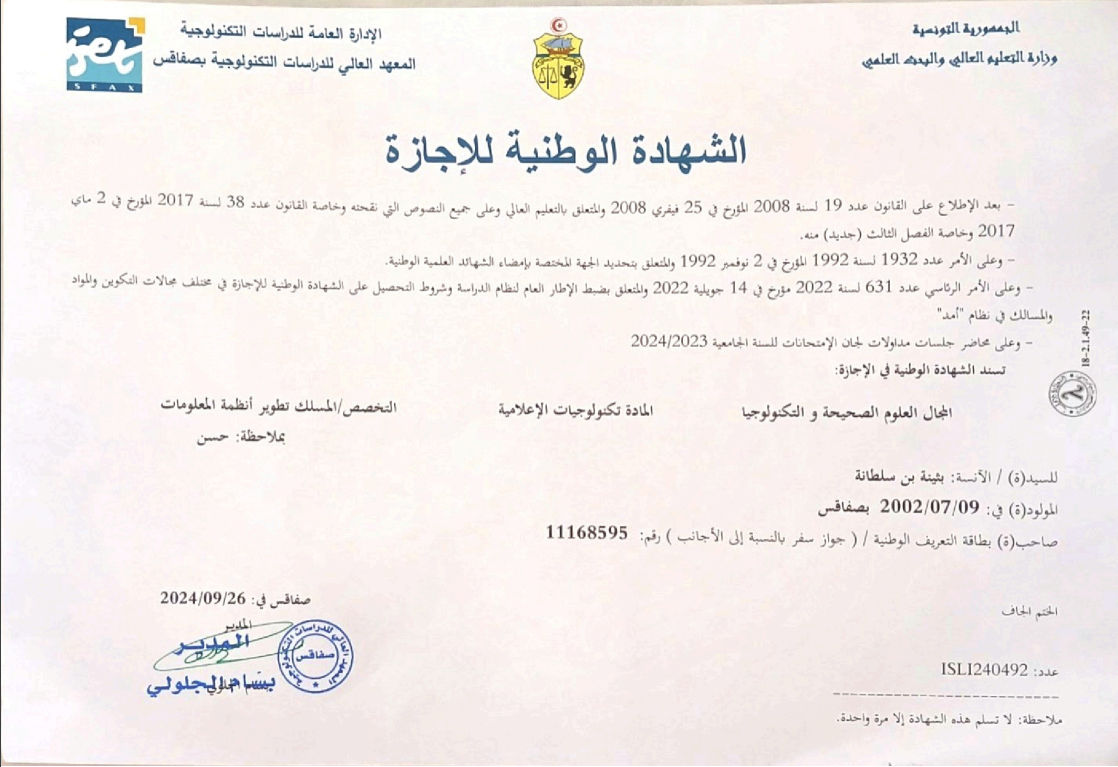 الجمهورية التونسية
وزارة التعليم العالي والبحث العلمي
الإدارة العامة للدراسات التكنولوجية
المعهد العالي للدراسات التكنولوجية بصفاقس
SFAX
الشهادة الوطنية للإجازة
- بعد الإطلاع على القانون عدد 19 لسنة 2008 المؤرخ في 25 فيفري 2008 والمتعلق بالتعليم العالي وعلى جميع النصوص التي نقحته وخاصة القانون عدد 38 لسنة 2017 المؤرخ في 2 ماي
2017 وخاصة الفصل الثالث (جديد) منه.
- وعلى الأمر عدد 1932 لسنة 1992 المؤرخ في 2 نوفمبر 1992 والمتعلق بتحديد الجهة المختصة بإمضاء الشهائد العلمية الوطنية.
- وعلى الأمر الرئاسي عدد 631 لسنة 2022 مؤرخ في 14 جويلية 2022 والمتعلق بضبط الإطار العام لنظام الدراسة وشروط التحصيل على الشهادة الوطنية للإجازة في مختلف مجالات التكوين والمواد
والمسالك في نظام "أمد"
- وعلى محاضر جلسات مداولات لجان الإمتحانات للسنة الجامعية 2024/2023
تسند الشهادة الوطنية في الإجازة:
المجال العلوم الصحيحة و التكنولوجيا المادة تكنولوجيات الإعلامية التخصص/المسلك تطوير أنظمة المعلومات
بملاحظة: حسن
للسيد(ة) / الآنسة: بثينة بن سلطانة
المولود(ة) في: 2002/07/09 بصفاقس
صاحب(ة) بطاقة التعريف الوطنية / ( جواز سفر بالنسبة إلى الأجانب ) رقم: 11168595
صفاقس في: 2024/09/26
المدير
المدير
بسام الجلولي
المعهد العالي للدراسات التكنولوجية
صفاقس
الختم الجاف
عدد: ISLI240492
ملاحظة: لا تسلم هذه الشهادة إلا مرة واحدة.
18-2.1.49-22